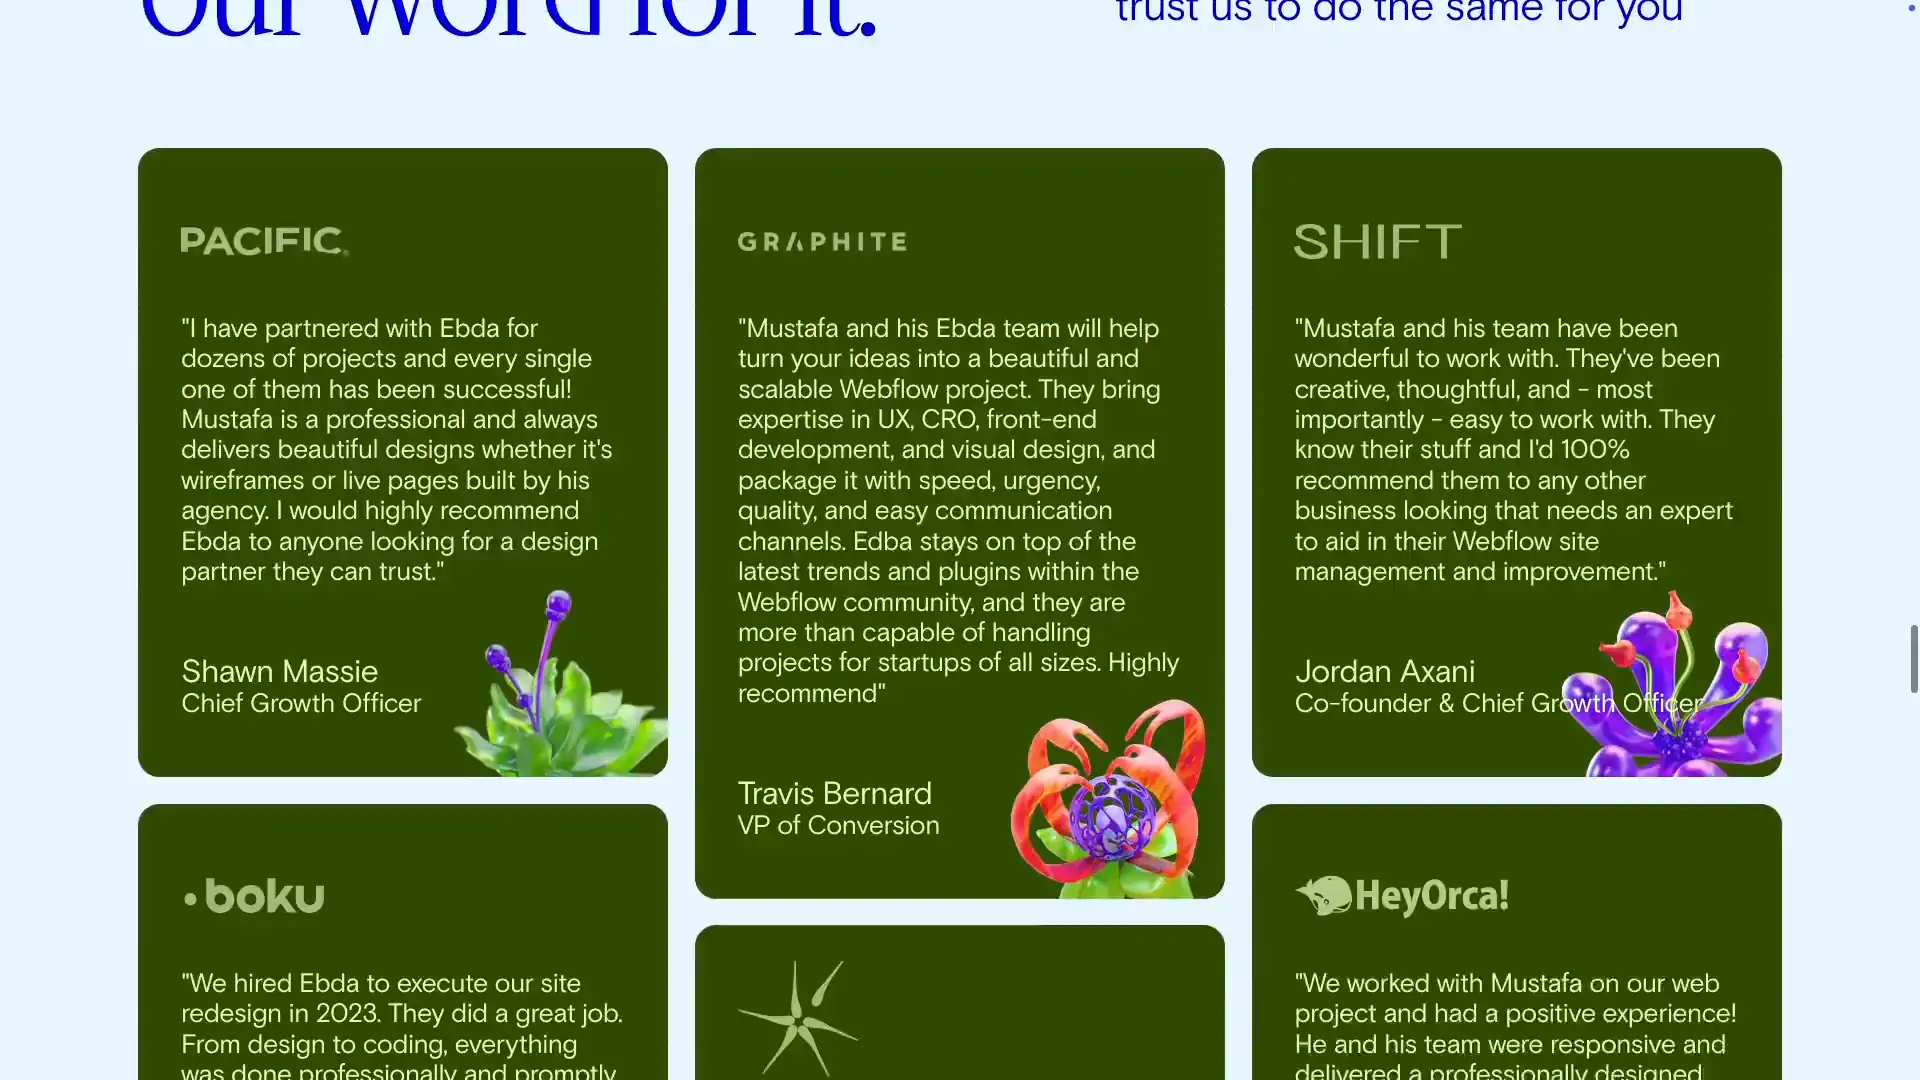 our word for it.
trust us to do the same for you
PACIFIC
"I have partnered with Ebda for
dozens of projects and every single
one of them has been successful!
Mustafa is a professional and always
delivers beautiful designs whether it's
wireframes or live pages built by his
agency. I would highly recommend
Ebda to anyone looking for a design
partner they can trust."
Shawn Massie
Chief Growth Officer
GRAPHITE
"Mustafa and his Ebda team will help
turn your ideas into a beautiful and
scalable Webflow project. They bring
expertise in UX, CRO, front-end
development, and visual design, and
package it with speed, urgency,
quality, and easy communication
channels. Edba stays on top of the
latest trends and plugins within the
Webflow community, and they are
more than capable of handling
projects for startups of all sizes. Highly
recommend"
Travis Bernard
VP of Conversion
SHIFT
"Mustafa and his team have been
wonderful to work with. They've been
creative, thoughtful, and - most
importantly - easy to work with. They
know their stuff and I'd 100%
recommend them to any other
business looking that needs an expert
to aid in their Webflow site
management and improvement."
Jordan Axani
Co-founder & Chief Growth Officer
boku
"We hired Ebda to execute our site
redesign in 2023. They did a great job.
From design to coding, everything
was done professionally and promptly
HeyOrca!
"We worked with Mustafa on our web
project and had a positive experience!
He and his team were responsive and
delivered a professionally designed